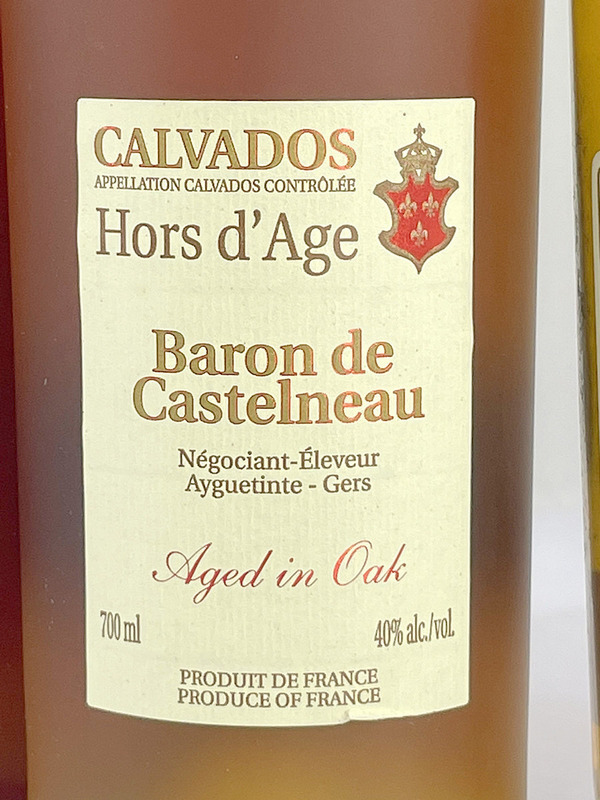 CALVADOS
APPELLATION CALVADOS CONTRÔLÉE
Hors d'Age
Baron de
Castelneau
Négociant-Éleveur
Ayguetinte - Gers
Aged in Oak
700 ml
40% alc./vol.
PRODUIT DE FRANCE
PRODUCE OF FRANCE